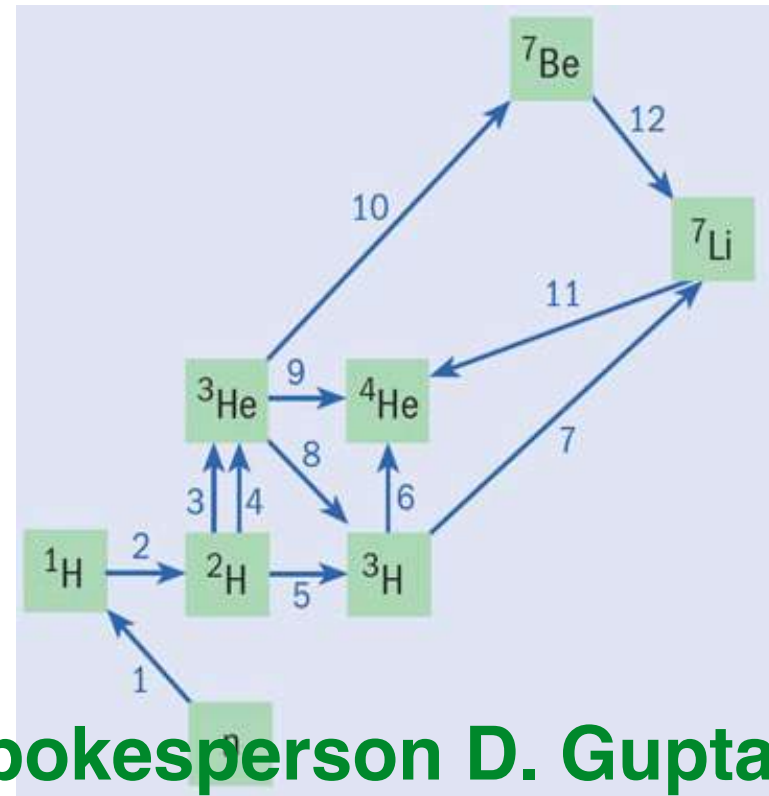 ⁷Be
12
10
⁷Li
11
³He
9
⁴He
8
7
3
4
6
¹H
2
²H
5
³H
1
n
pokesperson D. Gupta